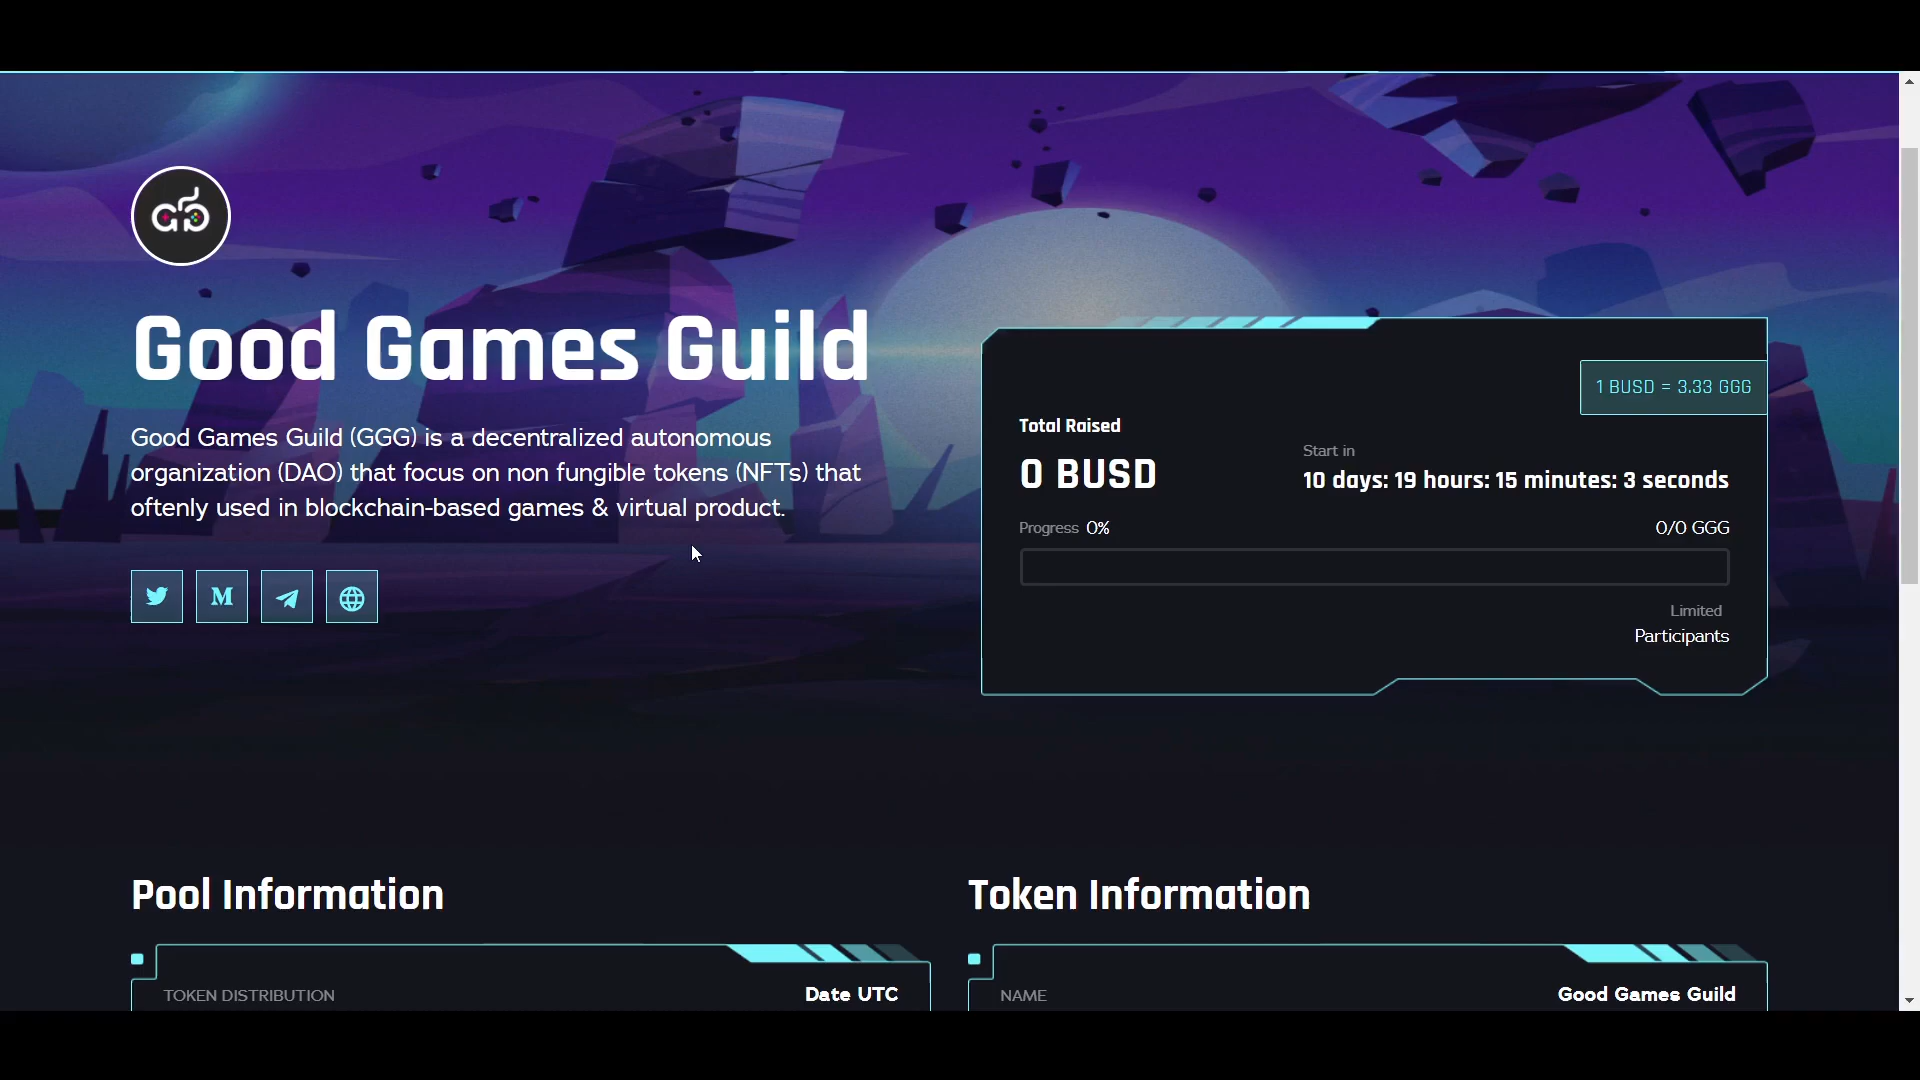 Good Games Guild
Good Games Guild (GGG) is a decentralized autonomous
organization (DAO) that focus on non fungible tokens (NFTs) that
oftenly used in blockchain-based games & virtual product.
M
1 BUSD = 3.33 GGG
Total Raised
0 BUSD
Start in
10 days: 19 hours: 15 minutes: 3 seconds
Progress 0%
0/0 GGG
Limited
Participants
Pool Information
TOKEN DISTRIBUTION
Date UTC
Token Information
NAME
Good Games Guild